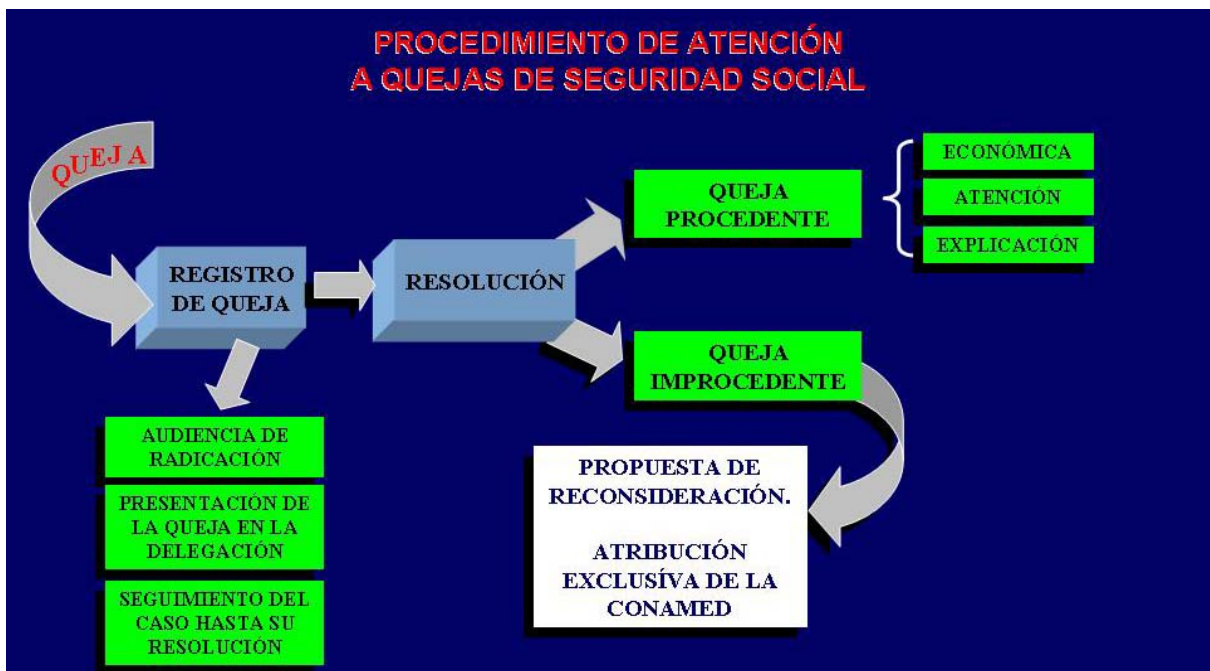 PROCEDIMIENTO DE ATENCIÓN
A QUEJAS DE SEGURIDAD SOCIAL
QUEJA
REGISTRO
DE QUEJA
RESOLUCIÓN
QUEJA
PROCEDENTE
ECONÓMICA
ATENCIÓN
EXPLICACIÓN
QUEJA
IMPROCEDENTE
AUDIENCIA DE
RADICACIÓN
PRESENTACIÓN DE
LA QUEJA EN LA
DELEGACIÓN
SEGUIMIENTO DEL
CASO HASTA SU
RESOLUCIÓN
PROPUESTA DE
RECONSIDERACIÓN.
ATRIBUCIÓN
EXCLUSÍVA DE LA
CONAMED